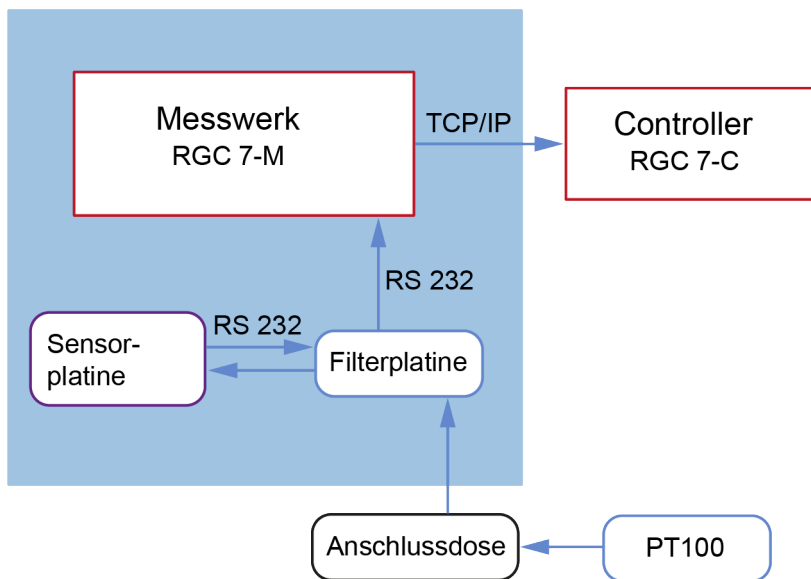 Messwerk
RGC 7-M
TCP/IP
Controller
RGC 7-C
RS 232
RS 232
Sensor-
platine
Filterplatine
Anschlussdose
PT100